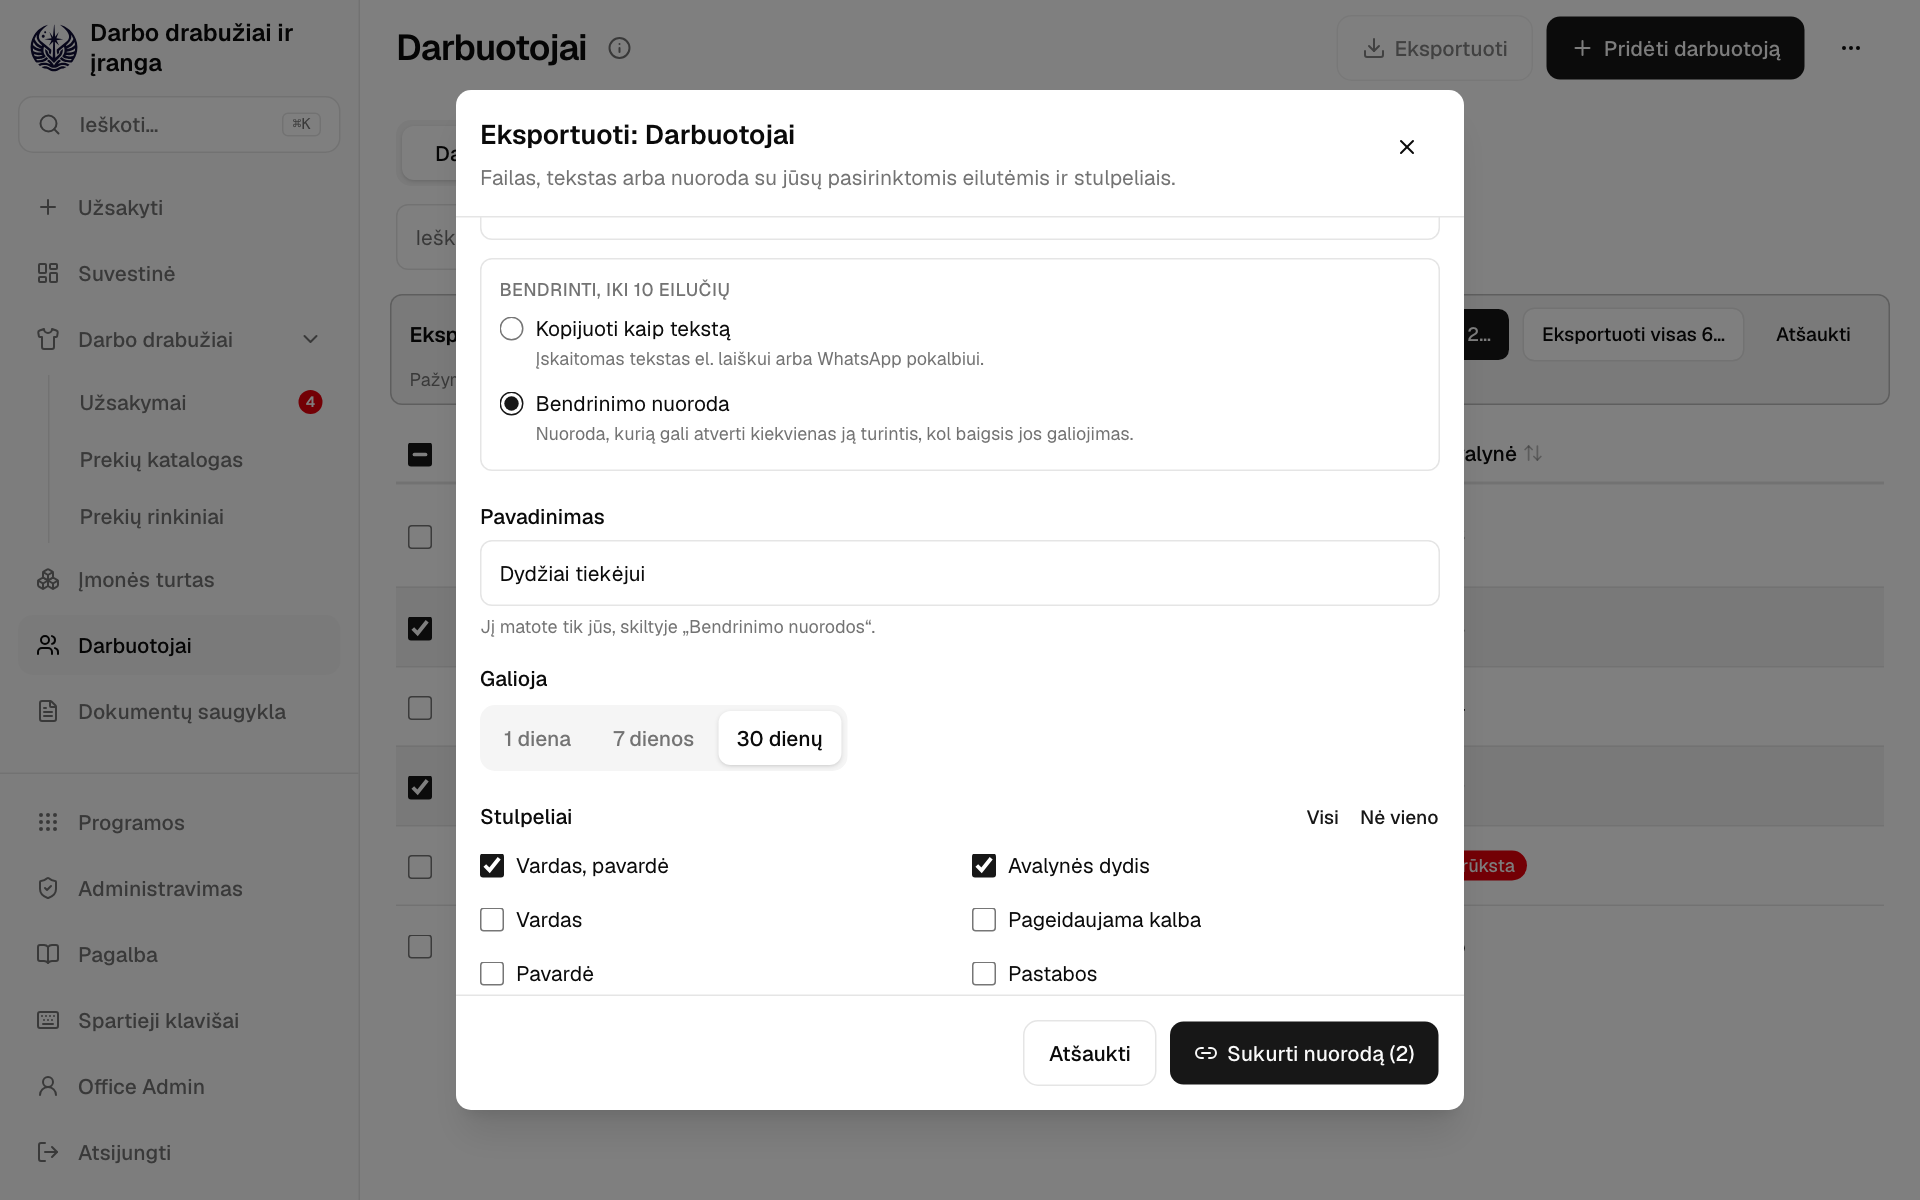 Darbo drabužiai ir
įranga
Ieškoti...
⌘K
Užsakyti
Suvestinė
Darbo drabužiai
Užsakymai
4
Prekių katalogas
Prekių rinkiniai
Įmonės turtas
Darbuotojai
Dokumentų saugykla
Programos
Administravimas
Pagalba
Spartieji klavišai
Office Admin
Atsijungti
Darbuotojai
Eksportuoti
Pridėti darbuotoją
2...
Eksportuoti visas 6...
Atšaukti
Eksportuoti: Darbuotojai
Failas, tekstas arba nuoroda su jūsų pasirinktomis eilutėmis ir stulpeliais.
BENDRINTI, IKI 10 EILUČIŲ
Kopijuoti kaip tekstą
Įskaitomas tekstas el. laiškui arba WhatsApp pokalbiui.
Bendrinimo nuoroda
Nuoroda, kurią gali atverti kiekvienas ją turintis, kol baigsis jos galiojimas.
Pavadinimas
Dydžiai tiekėjui
Jį matote tik jūs, skiltyje „Bendrinimo nuorodos“.
Galioja
1 diena
7 dienos
30 dienų
Stulpeliai
Visi
Nė vieno
Vardas, pavardė
Avalynės dydis
Vardas
Pageidaujama kalba
Pavardė
Pastabos
Atšaukti
Sukurti nuorodą (2)